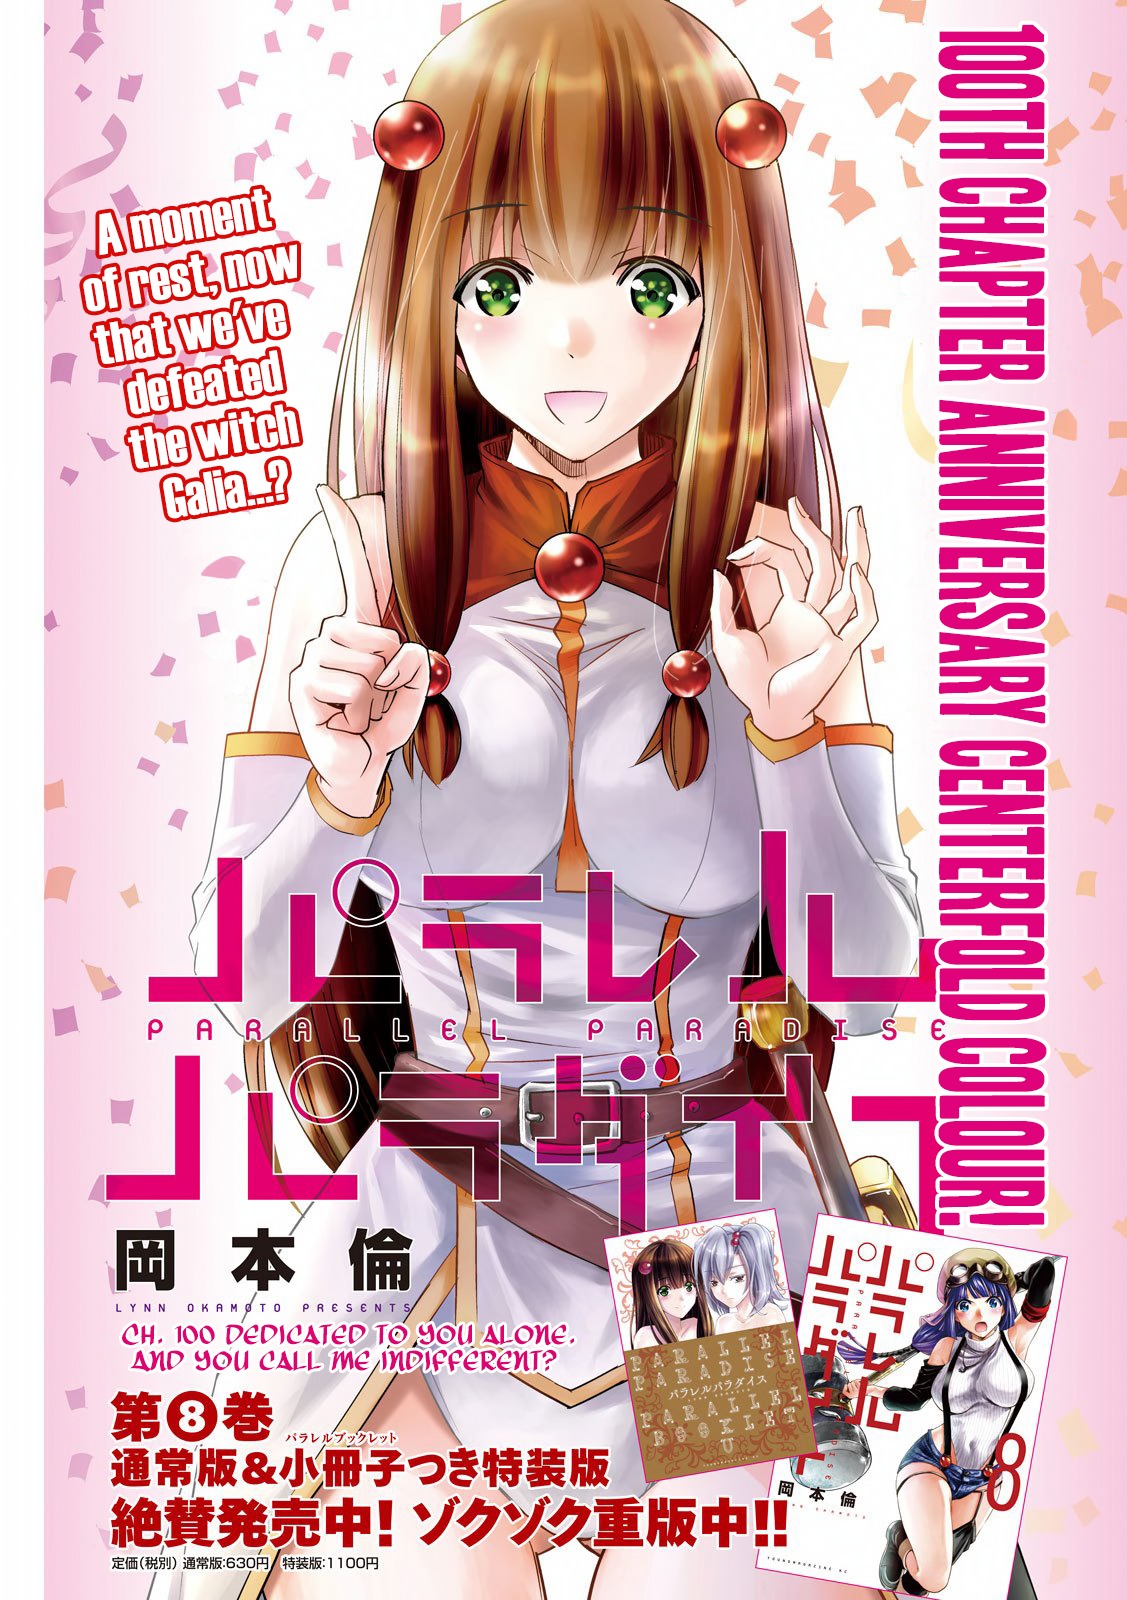 100TH CHAPTER ANNIVERSARY CENTERFOLD COLOUR!
A moment
of rest, now
that we've
defeated
the witch
Galia...?
パラレル
PARALLEL PARADISE
パラダイス
岡本倫
LYNN OKAMOTO PRESENTS
CH. 100 DEDICATED TO YOU ALONE.
AND YOU CALL ME INDIFFERENT?
第8巻
パラレルブックレット
通常版&小冊子つき特装版
絶賛発売中! ゾクゾク重版中!!
定価(税別) 通常版:630円 特装版:1100円
PARALLEL
PARADISE
パラレルパラダイス
PARALLEL
BOOKLET
パラレル
パラダイス
8
岡本倫
LYNN OKAMOTO
YOUNGMAGAZINE KC